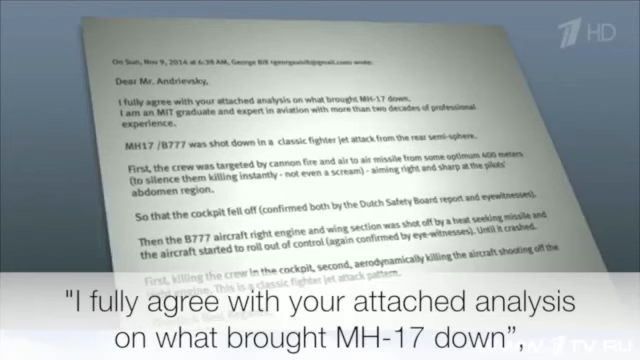 1 HD
On Sun, Nov 9, 2014 at 6:38 AM, George Bilt wrote:
Dear Mr. Andrievsky,
I fully agree with your attached analysis on what brought MH-17 down.
I am an MIT graduate and expert in aviation with more than two decades of professional
experience.
MH17 /B777 was shot down in a classic fighter jet attack from the rear semi-sphere.
First, the crew was targeted by cannon fire and air to air missile from some optimum 400 meters
(to silence them killing instantly - not even a scream) - aiming right and sharp at the pilots'
abdomen region.
So that the cockpit fell off (confirmed both by the Dutch Safety Board report and eyewitnesses).
Then the B777 aircraft right engine and wing section was shot off by a heat seeking missile and
the aircraft started to roll out of control (again confirmed by eye-witnesses). Until it crashed.
First, killing the crew in the cockpit, second, aerodynamically killing the aircraft shooting off the
engine. This is a classic fighter jet attack pattern.
"I fully agree with your attached analysis
on what brought MH-17 down”,
1TV.RU